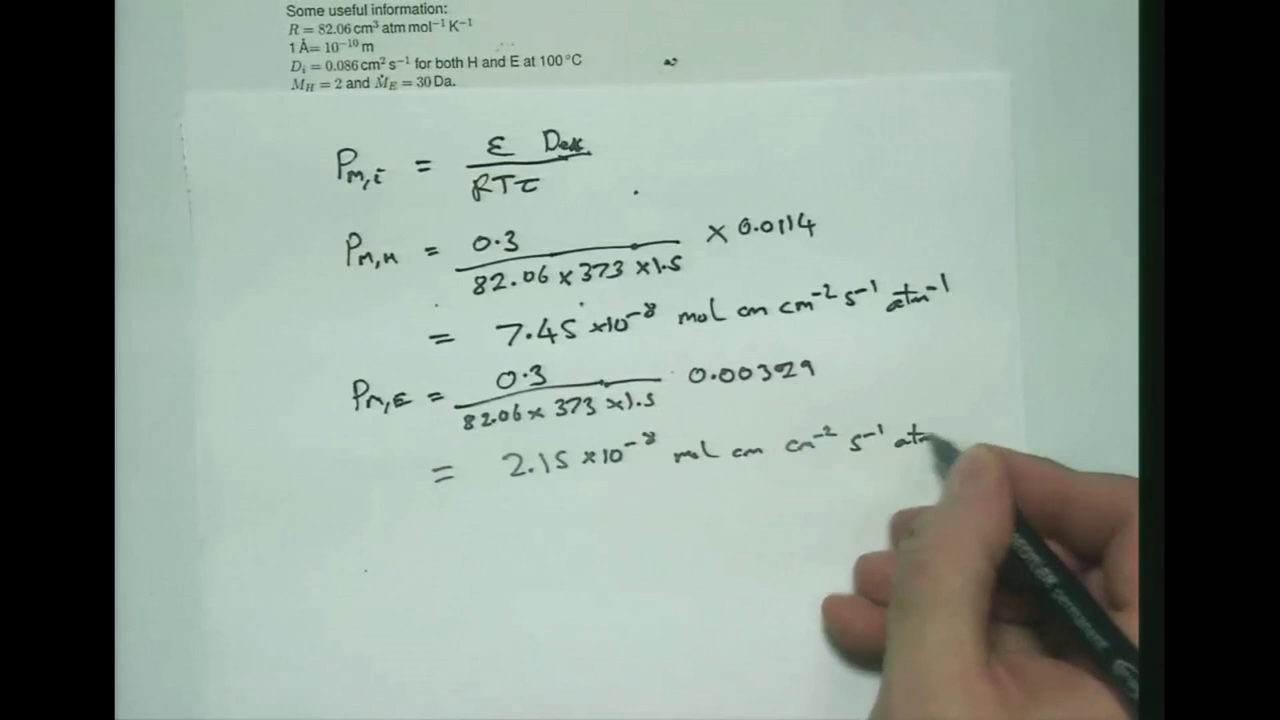 Some useful information:
R = 82.06 cm³ atm mol⁻¹ K⁻¹
1 Å= 10⁻¹⁰ m
Dᵢ = 0.086 cm² s⁻¹ for both H and E at 100 °C
M_H = 2 and M_E = 30 Da.
P_M,i = ε D_eff / RTτ
P_M,H = 0.3 / 82.06 × 373 × 1.5 × 0.0114
= 7.45 × 10⁻⁸ mol cm cm⁻² s⁻¹ atm⁻¹
P_M,E = 0.3 / 82.06 × 373 × 1.5 0.00329
= 2.15 × 10⁻⁸ mol cm cm⁻² s⁻¹ atm